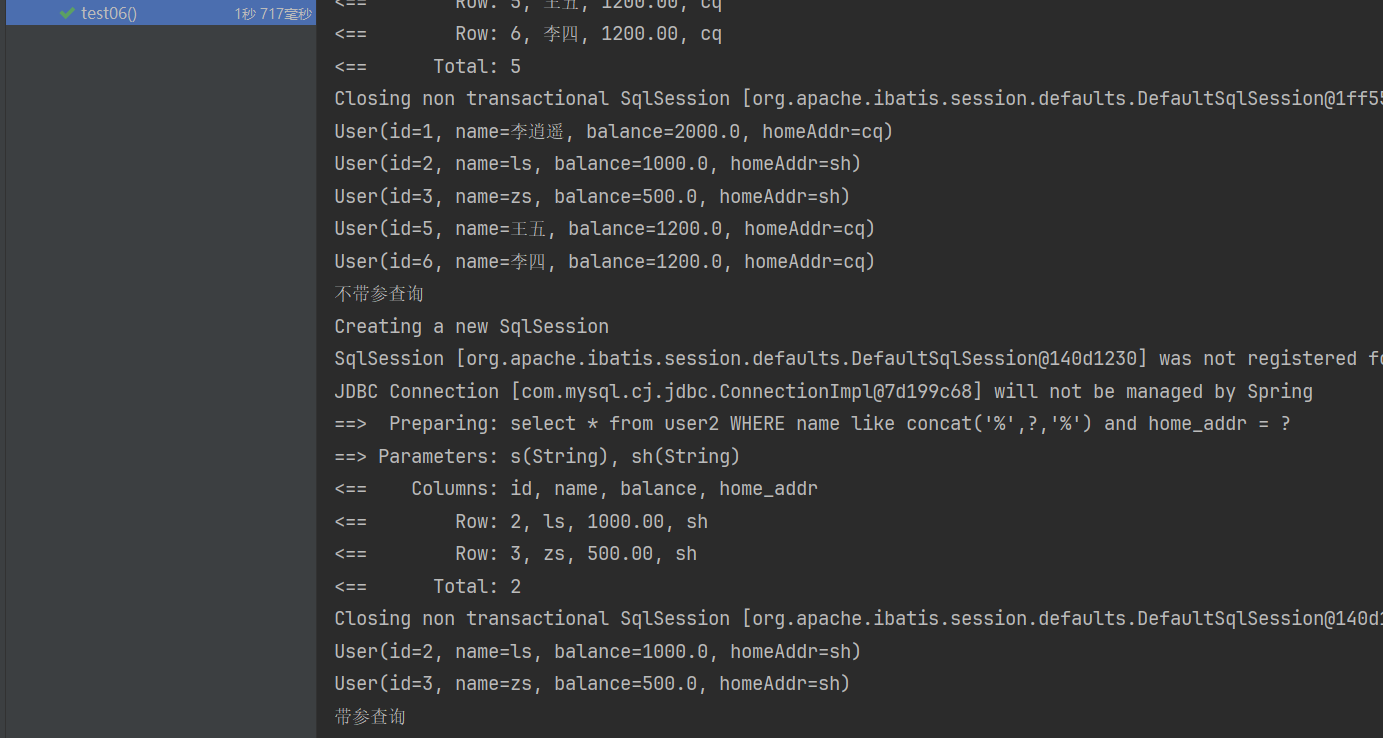 test06()
1秒 717毫秒
<==        Row: 5, 王五, 1200.00, cq
<==        Row: 6, 李四, 1200.00, cq
<==      Total: 5
Closing non transactional SqlSession [org.apache.ibatis.session.defaults.DefaultSqlSession@1ff55
User(id=1, name=李逍遥, balance=2000.0, homeAddr=cq)
User(id=2, name=ls, balance=1000.0, homeAddr=sh)
User(id=3, name=zs, balance=500.0, homeAddr=sh)
User(id=5, name=王五, balance=1200.0, homeAddr=cq)
User(id=6, name=李四, balance=1200.0, homeAddr=cq)
不带参查询
Creating a new SqlSession
SqlSession [org.apache.ibatis.session.defaults.DefaultSqlSession@140d1230] was not registered fo
JDBC Connection [com.mysql.cj.jdbc.ConnectionImpl@7d199c68] will not be managed by Spring
==>  Preparing: select * from user2 WHERE name like concat('%',?,'%') and home_addr = ?
==> Parameters: s(String), sh(String)
<==    Columns: id, name, balance, home_addr
<==        Row: 2, ls, 1000.00, sh
<==        Row: 3, zs, 500.00, sh
<==      Total: 2
Closing non transactional SqlSession [org.apache.ibatis.session.defaults.DefaultSqlSession@140d1
User(id=2, name=ls, balance=1000.0, homeAddr=sh)
User(id=3, name=zs, balance=500.0, homeAddr=sh)
带参查询